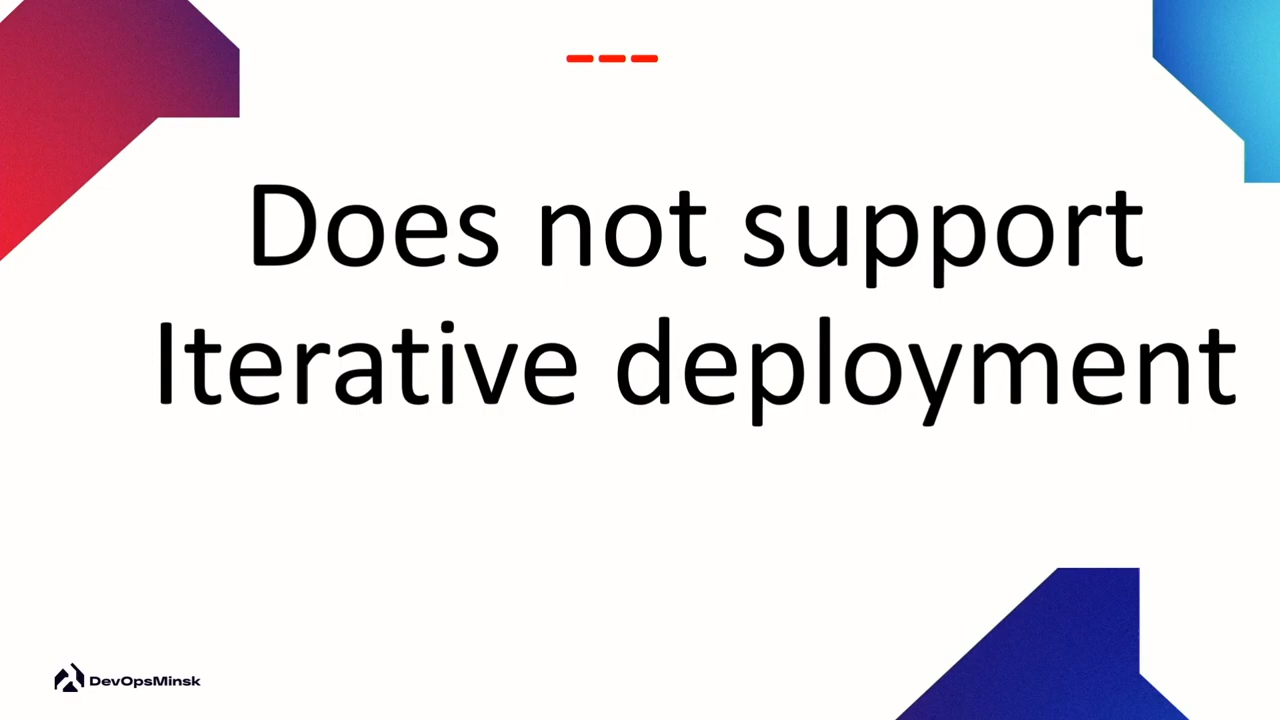 ---
Does not support
Iterative deployment
DevOpsMinsk